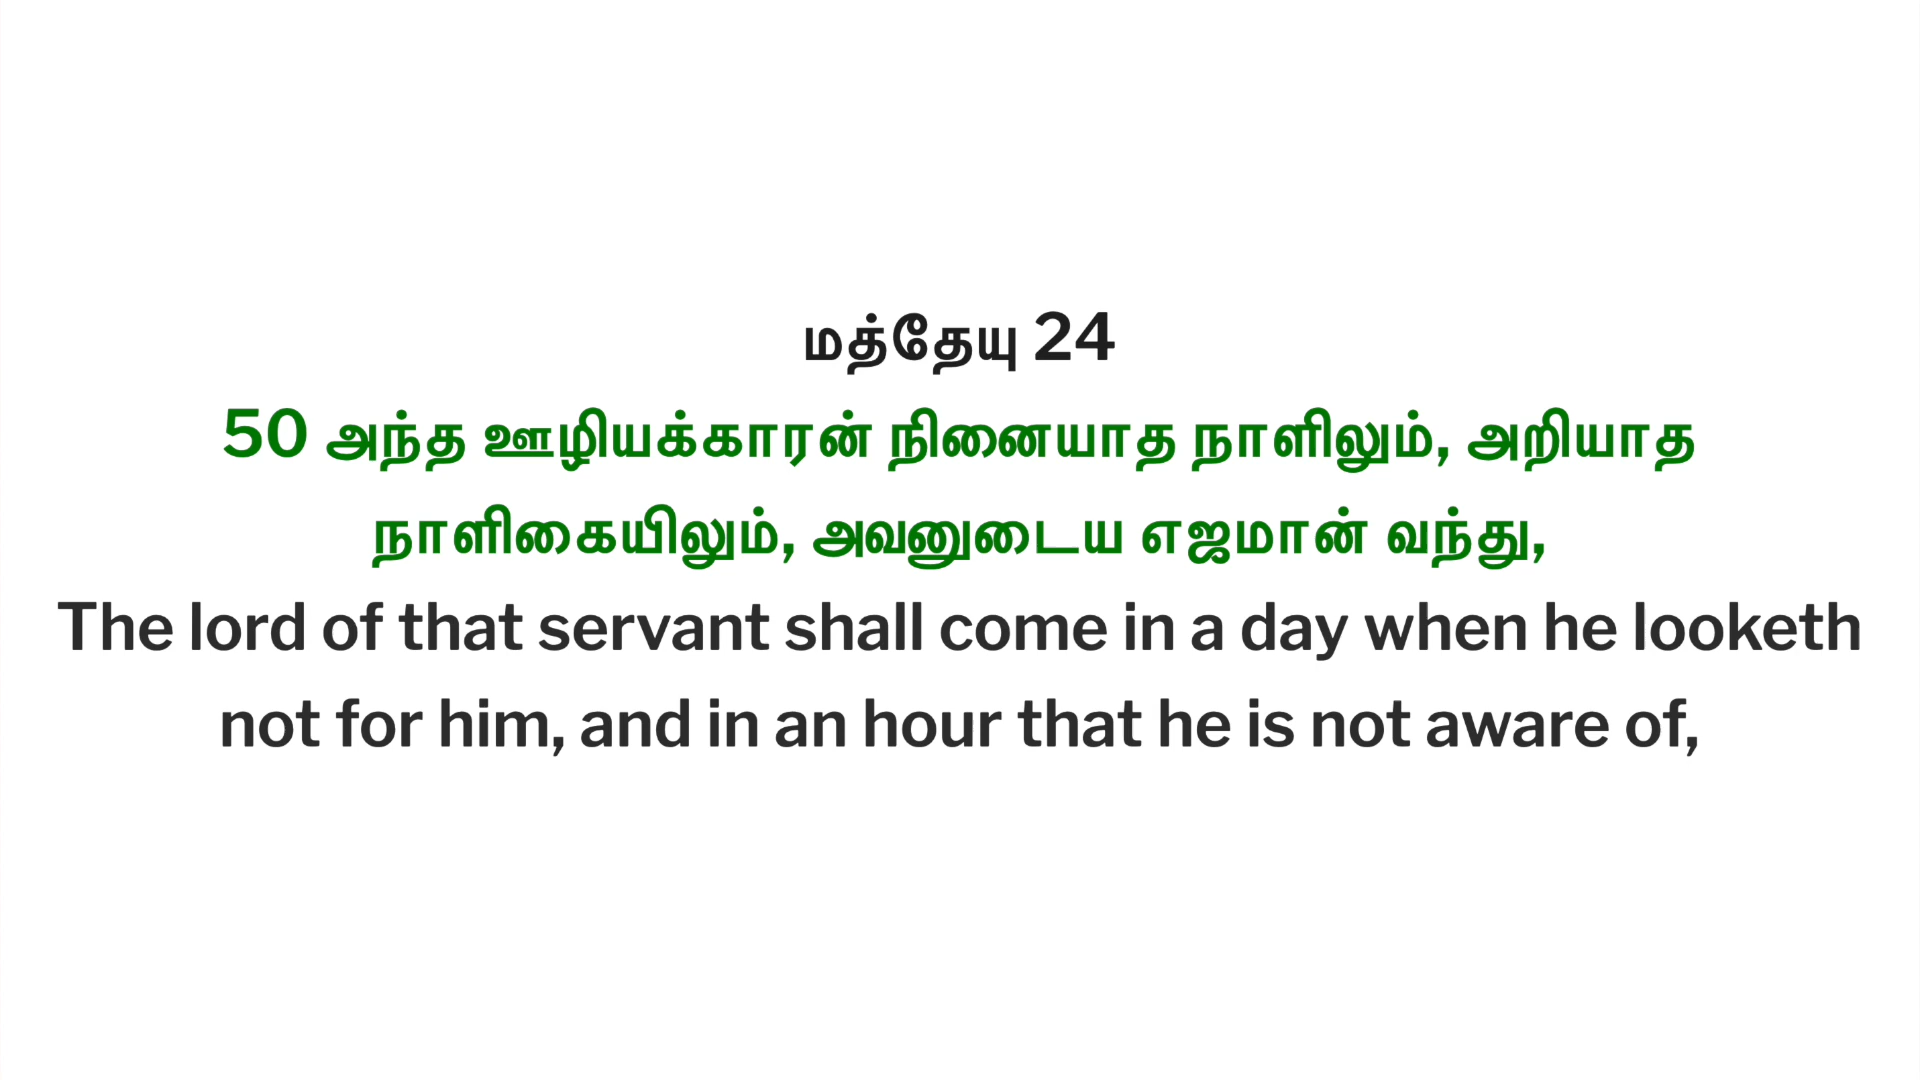 மத்தேயு 24
50 அந்த ஊழியக்காரன் நினையாத நாளிலும், அறியாத
நாளிகையிலும், அவனுடைய எஜமான் வந்து,
The lord of that servant shall come in a day when he looketh
not for him, and in an hour that he is not aware of,